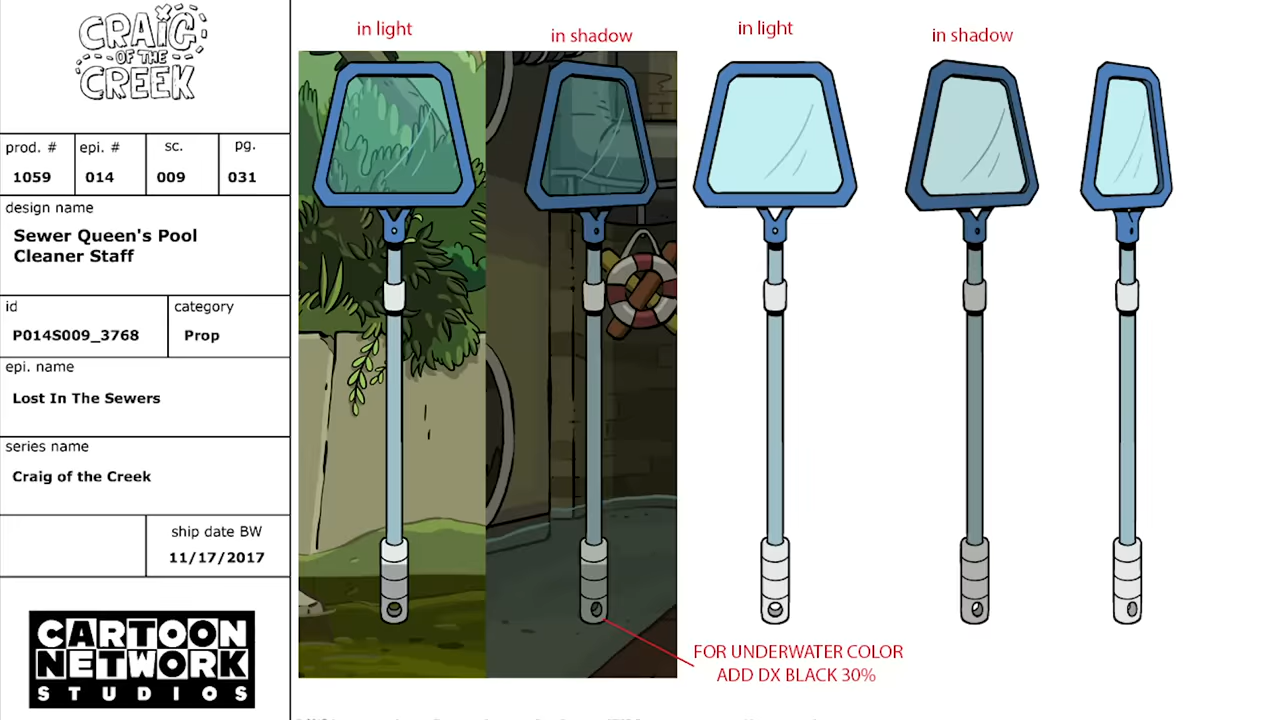 CRAIG
OF THE
CREEK
prod. #
epi. #
sc.
pg.
1059
014
009
031
design name
Sewer Queen's Pool
Cleaner Staff
id
category
P014S009_3768
Prop
epi. name
Lost In The Sewers
series name
Craig of the Creek
ship date BW
11/17/2017
CARTOON
NETWORK
STUDIOS
in light
in shadow
in light
in shadow
FOR UNDERWATER COLOR
ADD DX BLACK 30%